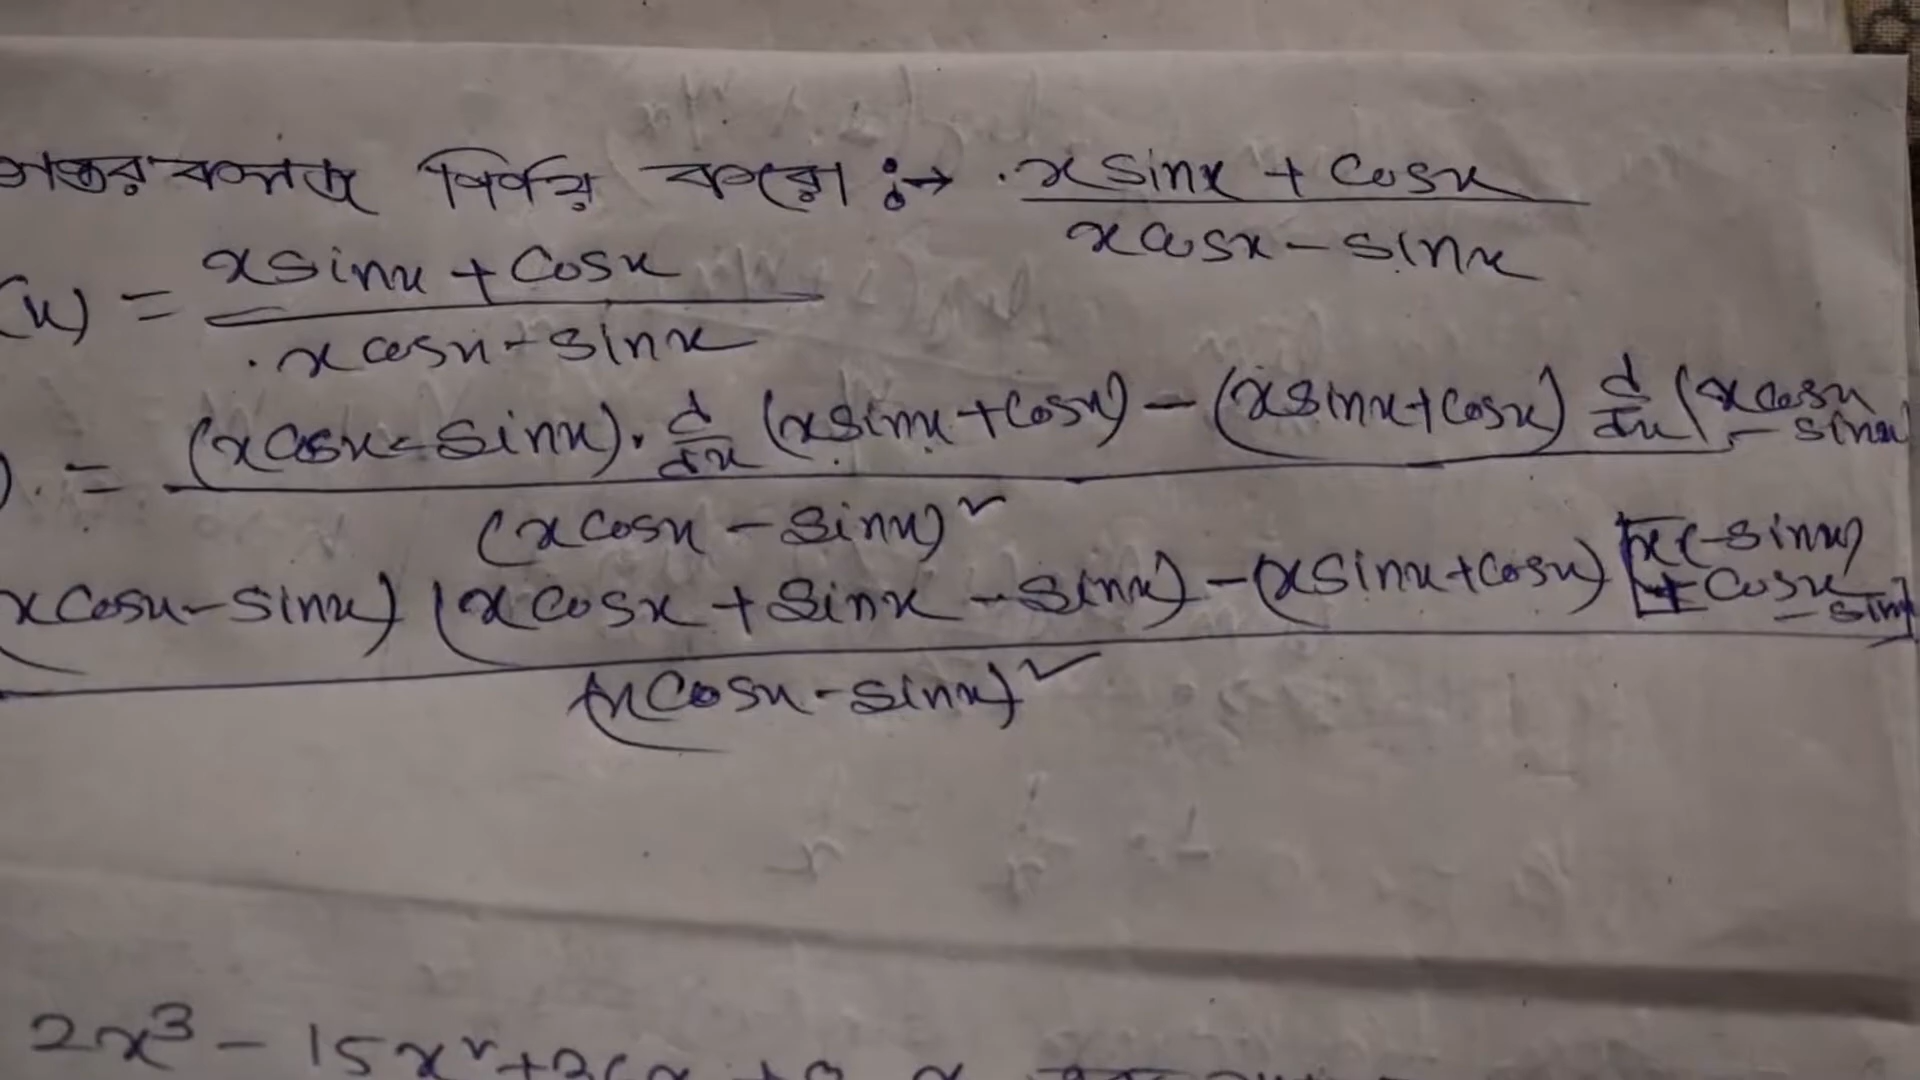 অন্তরকলজ নির্ণয় করো :→ x sinx + cosx / x cosx - sinx
(x) = x sinx + cosx / x cosx - sinx
) = (x cosx - sinx) . d/dx (x sinx + cosx) - (x sinx + cosx) d/dx (x cosx - sinx) / (x cosx - sinx)²
x cosx - sinx) (x cosx + sinx - sinx) - (x sinx + cosx) [x(-sinx) + cosx - sinx] / (x cosx - sinx)²
2x³ - 15x² + 36x +